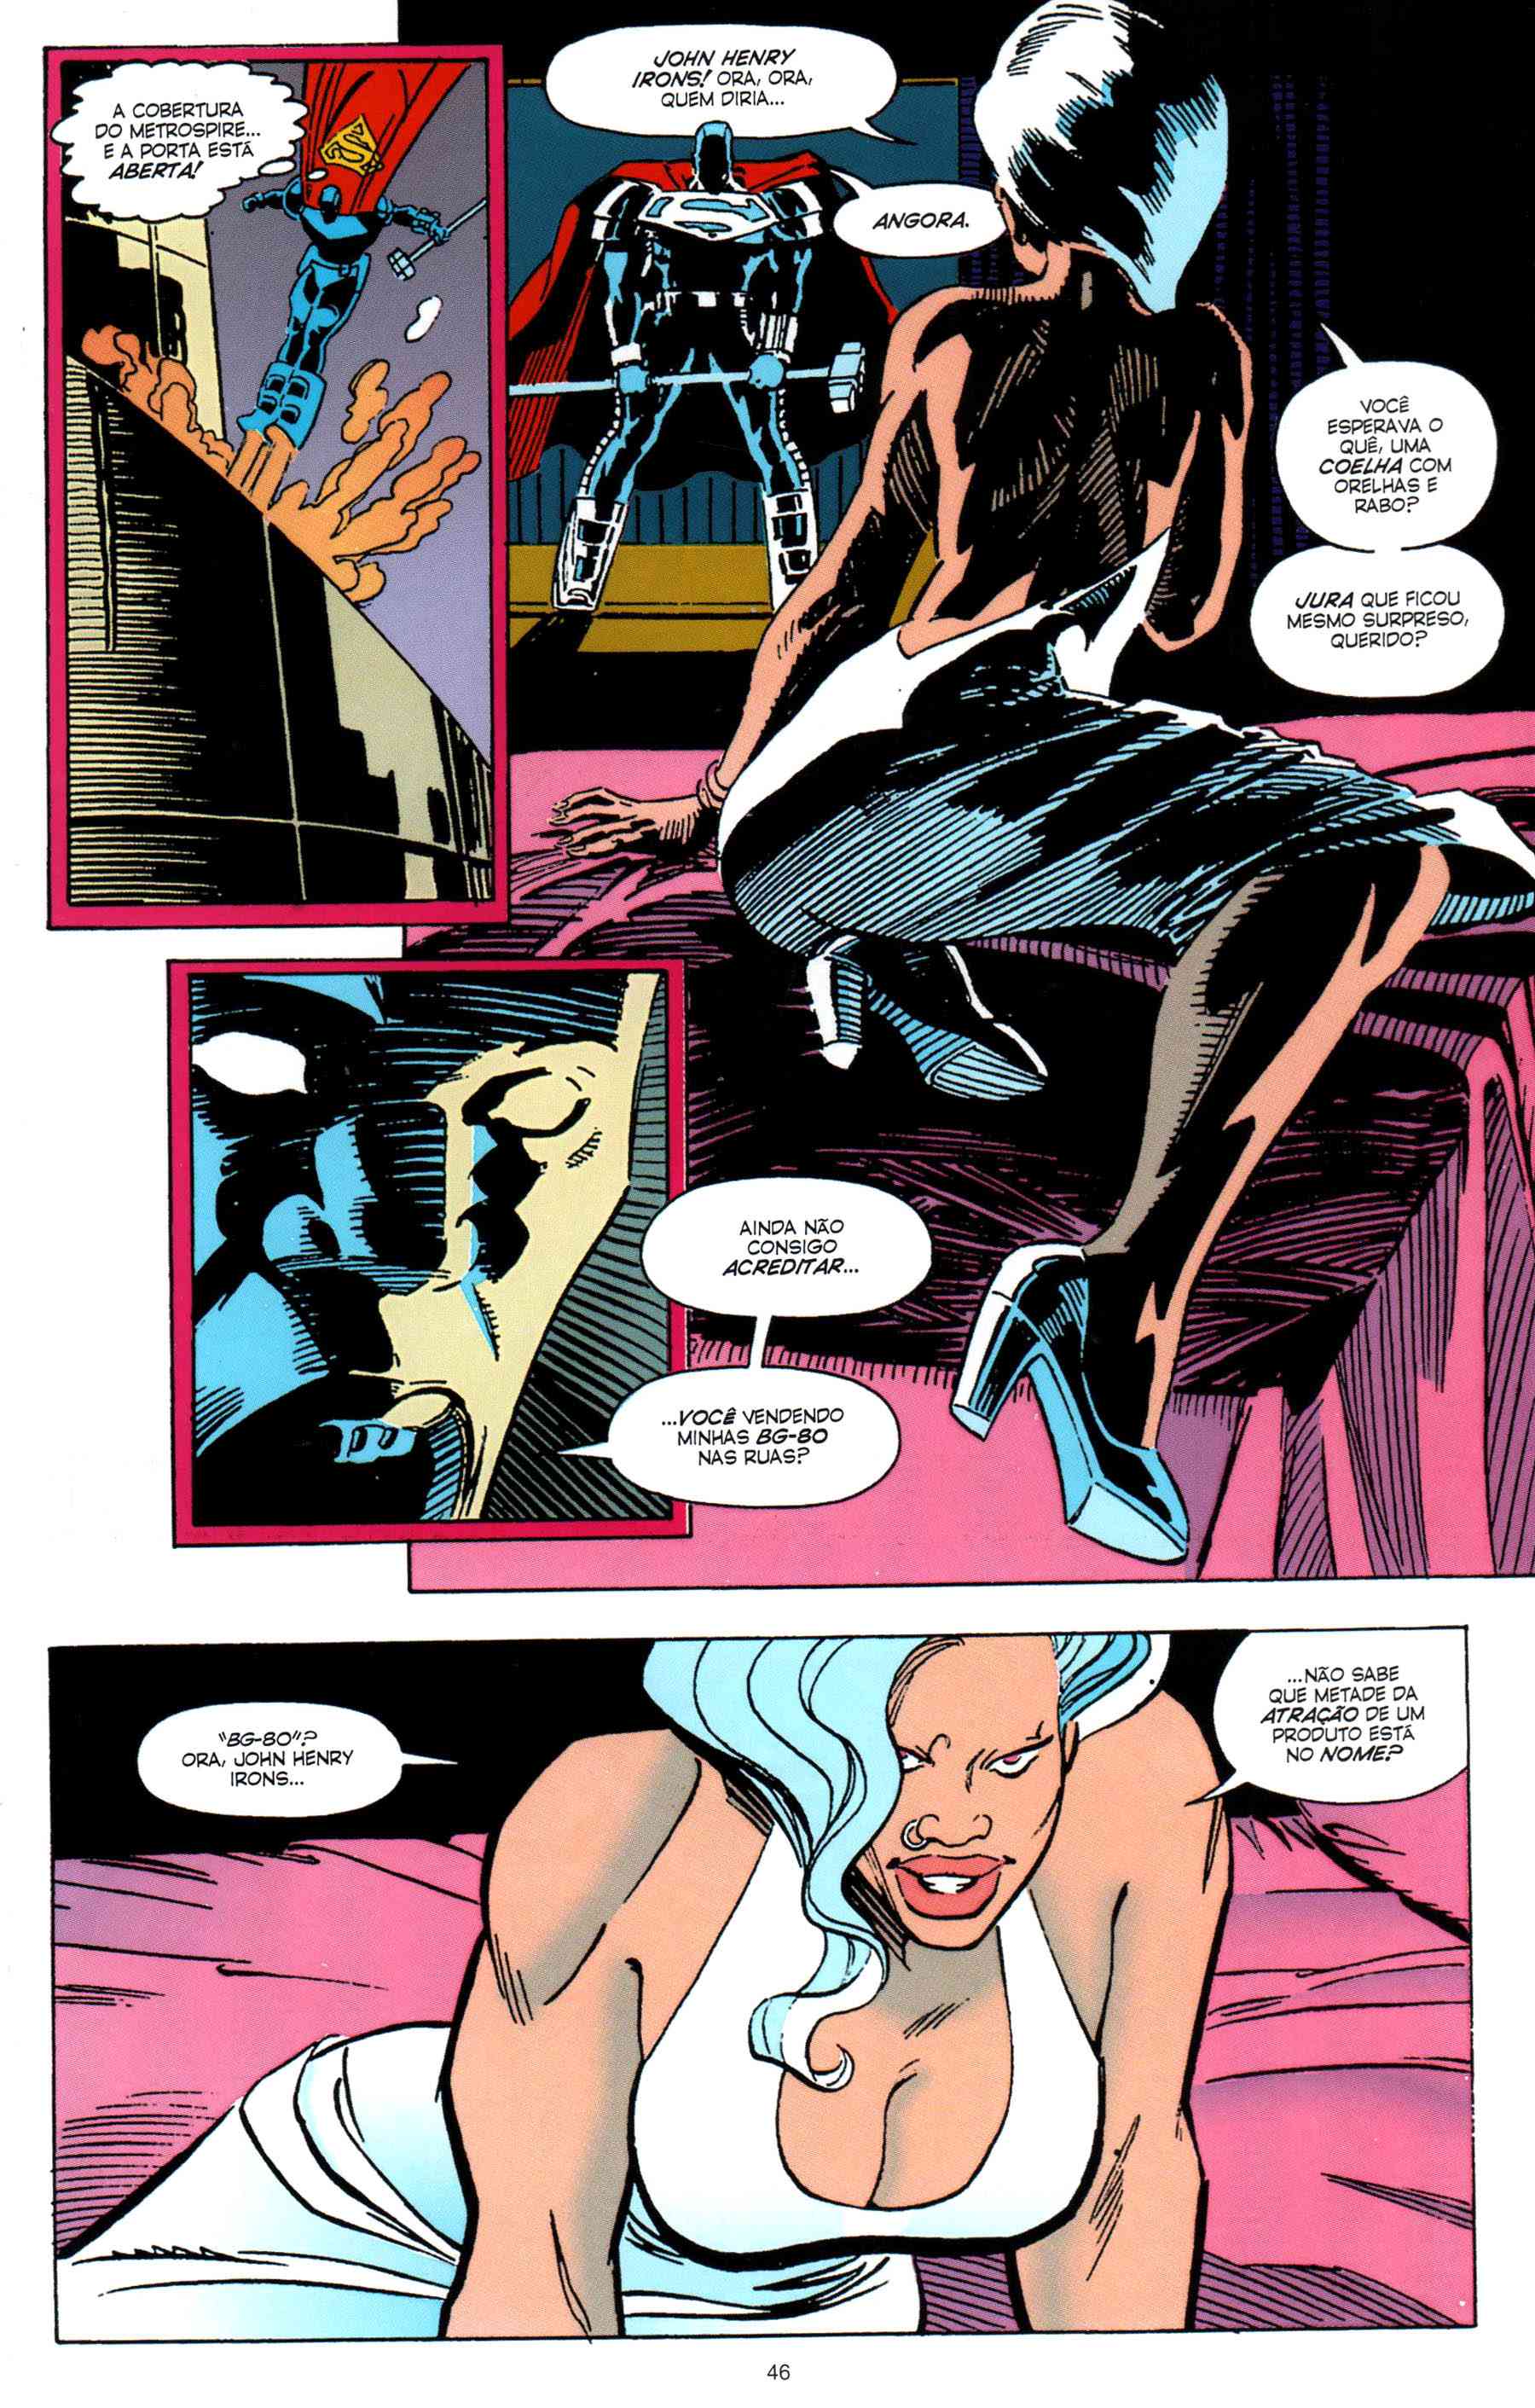 A COBERTURA
DO METROSPIRE...
E A PORTA ESTÁ
ABERTA!
JOHN HENRY
IRONS! ORA, ORA,
QUEM DIRIA...
ANGORA.
VOCÊ
ESPERAVA O
QUÊ, UMA
COELHA COM
ORELHAS E
RABO?
JURA QUE FICOU
MESMO SURPRESO,
QUERIDO?
AINDA NÃO
CONSIGO
ACREDITAR...
...VOCÊ VENDENDO
MINHAS BG-80
NAS RUAS?
"BG-80"?
ORA, JOHN HENRY
IRONS...
...NÃO SABE
QUE METADE DA
ATRAÇÃO DE UM
PRODUTO ESTÁ
NO NOME?
46